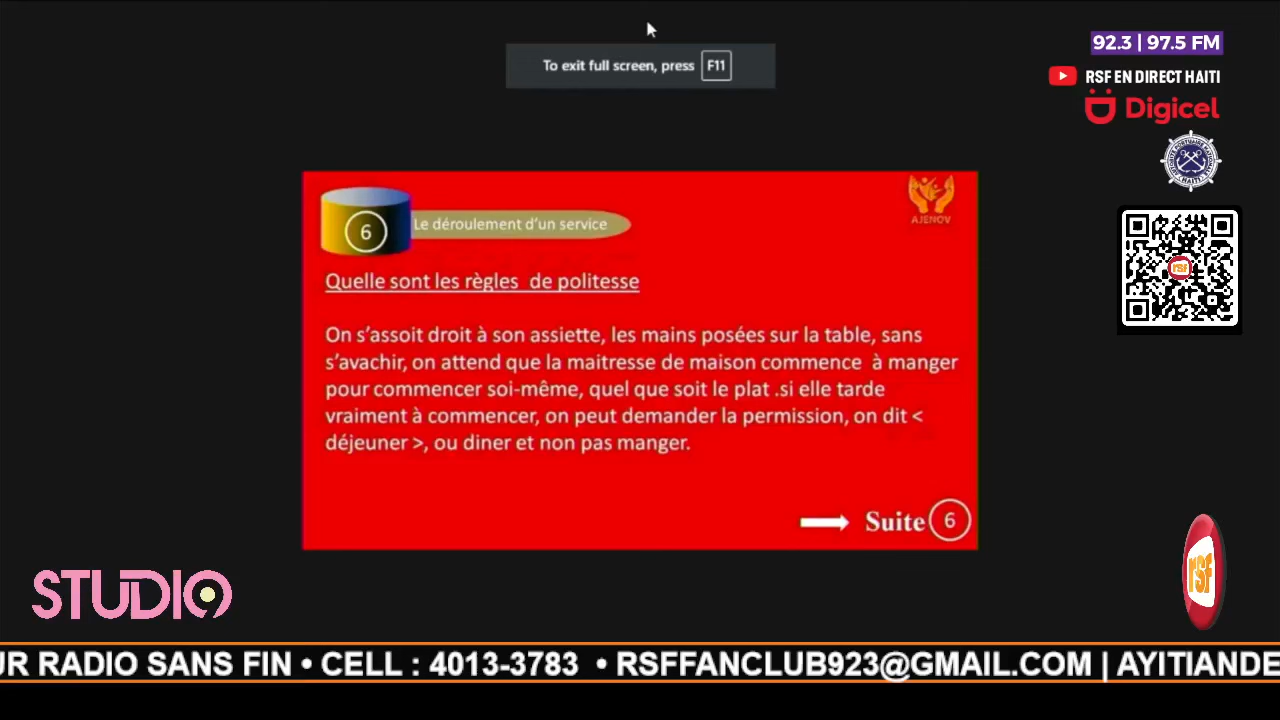 To exit full screen, press F11
92.3 | 97.5 FM
RSF EN DIRECT HAITI
Digicel
rsf
6
Le déroulement d'un service
AJENOV
Quelle sont les règles de politesse
On s'assoit droit à son assiette, les mains posées sur la table, sans
s'avachir, on attend que la maitresse de maison commence à manger
pour commencer soi-même, quel que soit le plat .si elle tarde
vraiment à commencer, on peut demander la permission, on dit <
déjeuner >, ou diner et non pas manger.
Suite 6
STUDIO
rsf
UR RADIO SANS FIN • CELL : 4013-3783 • RSFFANCLUB923@GMAIL.COM | AYITIANDE